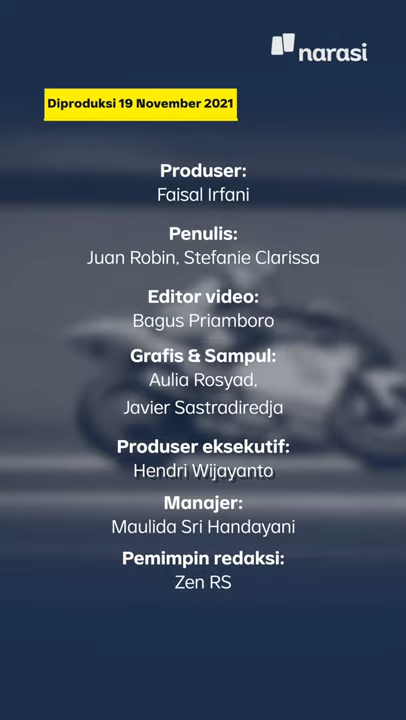 narasi
Diproduksi 19 November 2021
Produser:
Faisal Irfani
Penulis:
Juan Robin, Stefanie Clarissa
Editor video:
Bagus Priamboro
Grafis & Sampul:
Aulia Rosyad,
Javier Sastradiredja
Produser eksekutif:
Hendri Wijayanto
Manajer:
Maulida Sri Handayani
Pemimpin redaksi:
Zen RS